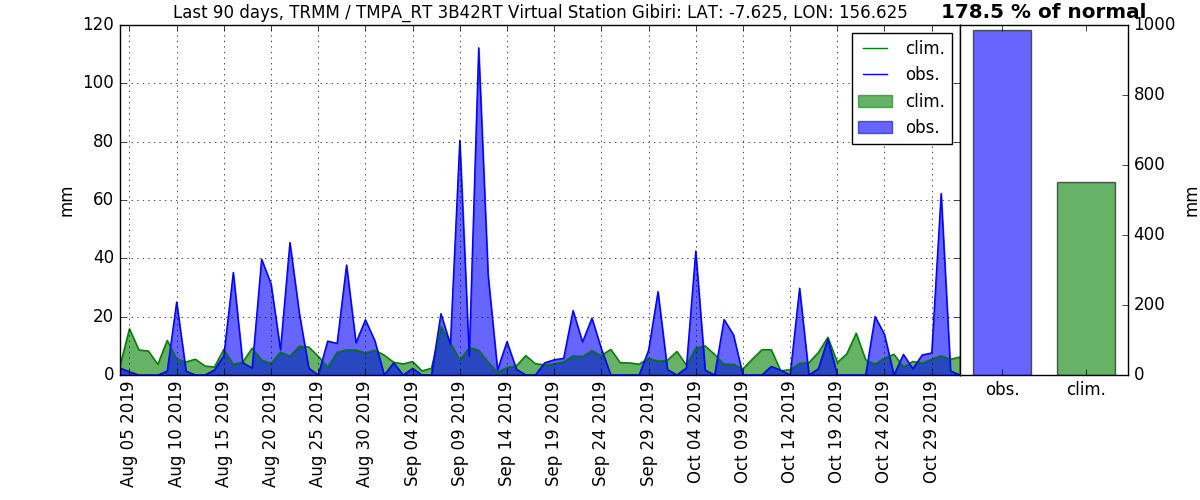 Last 90 days, TRMM / TMPA_RT 3B42RT Virtual Station Gibiri: LAT: -7.625, LON: 156.625
178.5 % of normal
120
100
80
60
40
20
0
mm
clim.
obs.
clim.
obs.
1000
800
600
400
200
0
mm
obs.
clim.
Aug 05 2019
Aug 10 2019
Aug 15 2019
Aug 20 2019
Aug 25 2019
Aug 30 2019
Sep 04 2019
Sep 09 2019
Sep 14 2019
Sep 19 2019
Sep 24 2019
Sep 29 2019
Oct 04 2019
Oct 09 2019
Oct 14 2019
Oct 19 2019
Oct 24 2019
Oct 29 2019